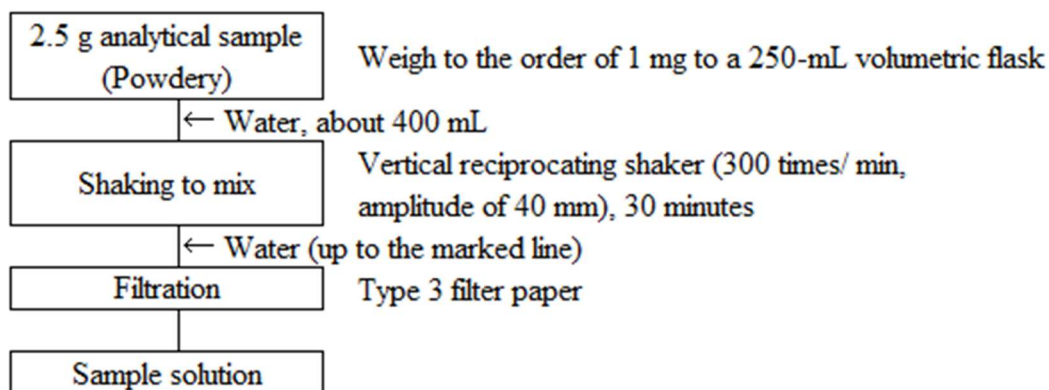 2.5 g analytical sample
(Powdery)
Weigh to the order of 1 mg to a 250-mL volumetric flask
← Water, about 400 mL
Shaking to mix
Vertical reciprocating shaker (300 times/ min,
amplitude of 40 mm), 30 minutes
← Water (up to the marked line)
Filtration
Type 3 filter paper
Sample solution